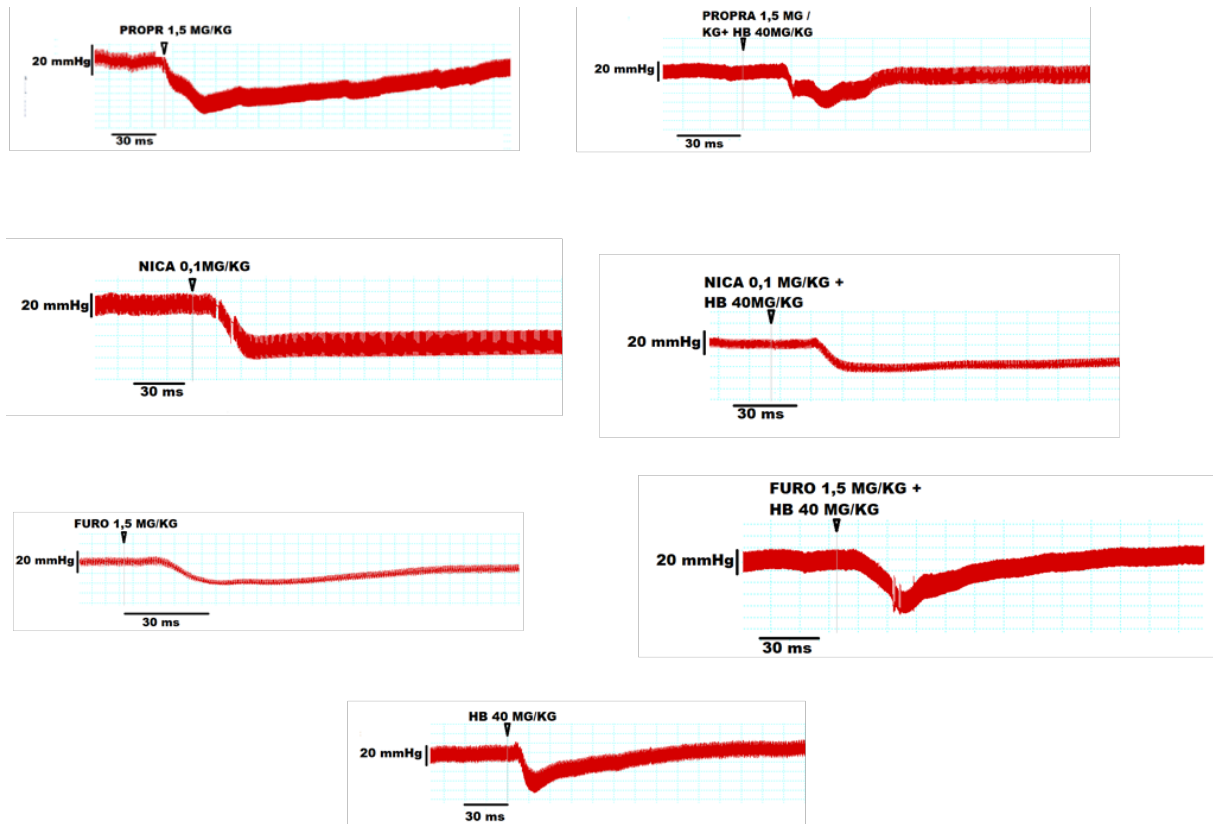 PROPR 1,5 MG/KG
20 mmHg
30 ms
PROPRA 1,5 MG /
KG+ HB 40MG/KG
20 mmHg
30 ms
NICA 0,1MG/KG
20 mmHg
30 ms
NICA 0,1 MG/KG +
HB 40MG/KG
20 mmHg
30 ms
FURO 1,5 MG/KG
20 mmHg
30 ms
FURO 1,5 MG/KG +
HB 40 MG/KG
20 mmHg
30 ms
HB 40 MG/KG
20 mmHg
30 ms